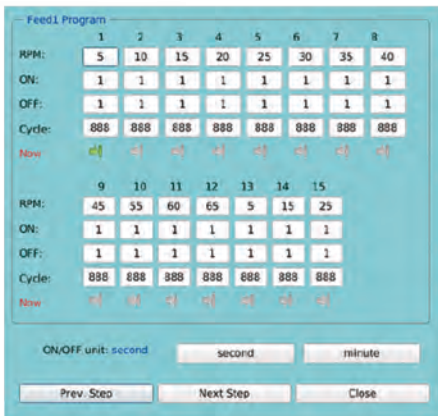 Feed1 Program
1 2 3 4 5 6 7 8
RPM: 5 10 15 20 25 30 35 40
ON: 1 1 1 1 1 1 1 1
OFF: 1 1 1 1 1 1 1 1
Cycle: 888 888 888 888 888 888 888 888
Now
9 10 11 12 13 14 15
RPM: 45 55 60 65 5 15 25
ON: 1 1 1 1 1 1 1
OFF: 1 1 1 1 1 1 1
Cycle: 888 888 888 888 888 888 888
Now
ON/OFF unit: second second minute
Prev. Step Next Step Close